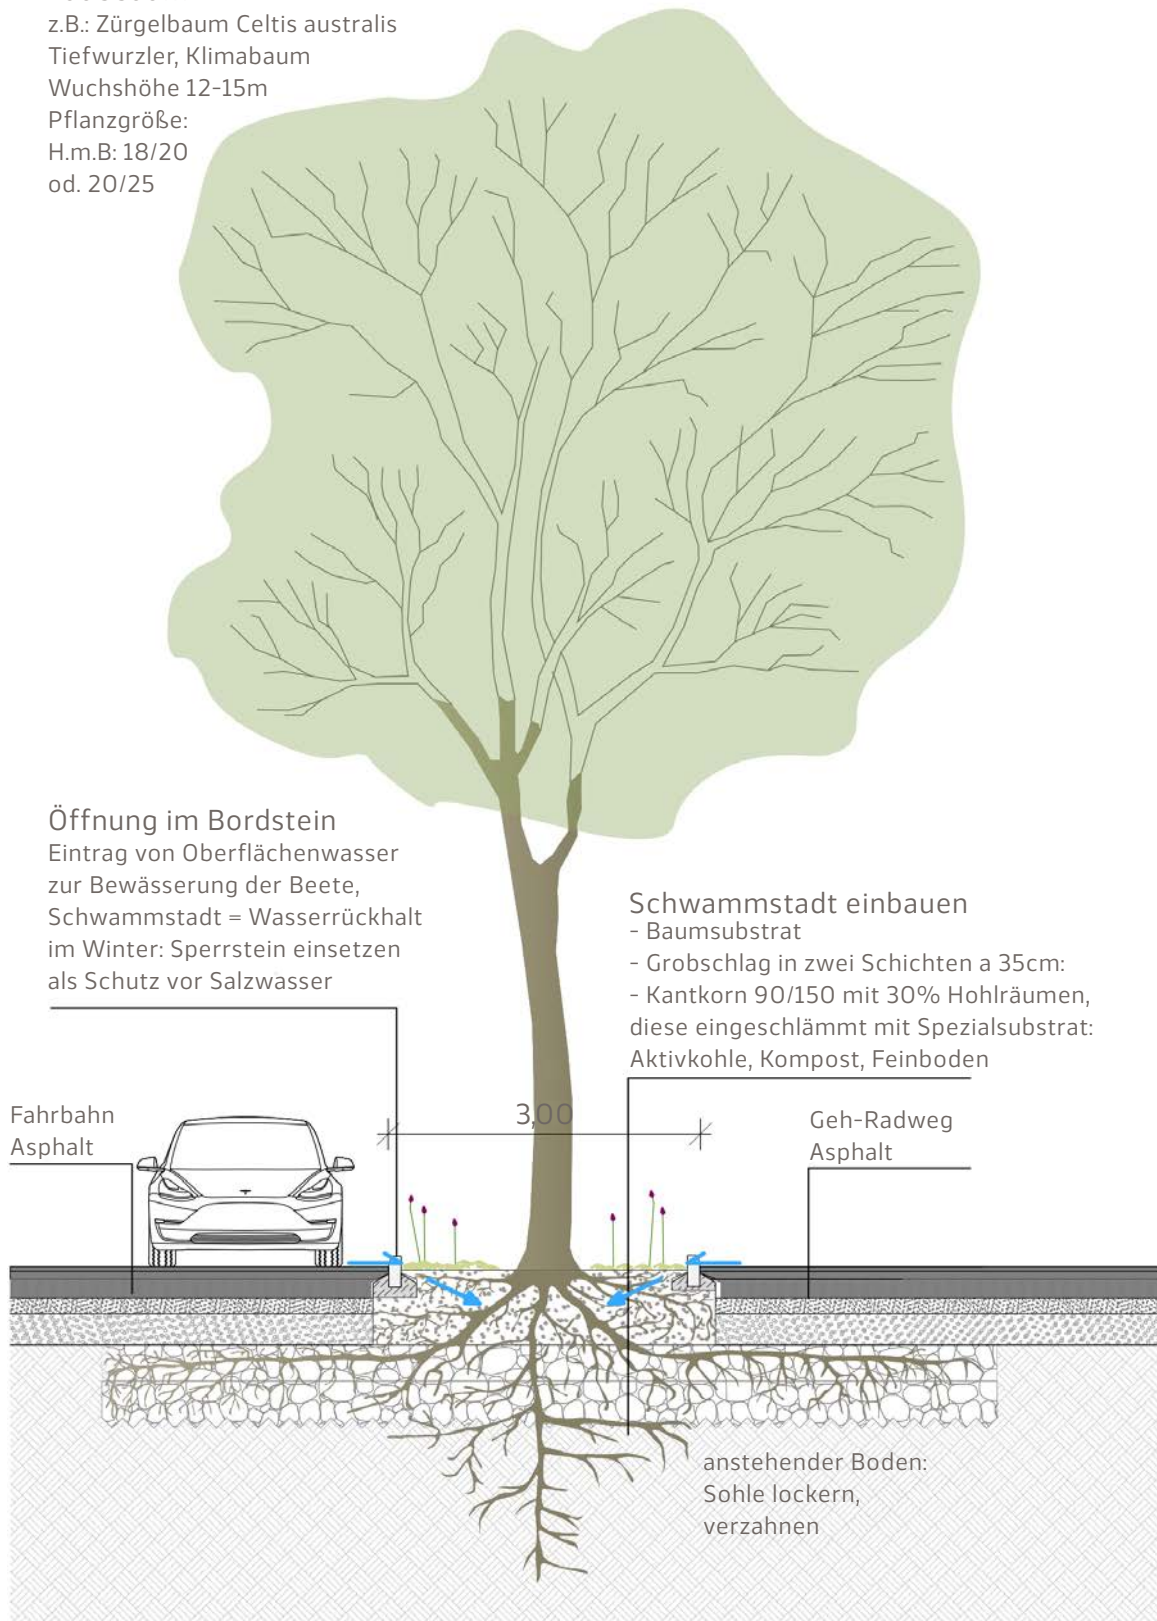 z.B.: Zürgelbaum Celtis australis
Tiefwurzler, Klimabaum
Wuchshöhe 12-15m
Pflanzgröße:
H.m.B: 18/20
od. 20/25
Öffnung im Bordstein
Eintrag von Oberflächenwasser
zur Bewässerung der Beete,
Schwammstadt = Wasserrückhalt
im Winter: Sperrstein einsetzen
als Schutz vor Salzwasser
Schwammstadt einbauen
- Baumsubstrat
- Grobschlag in zwei Schichten a 35cm:
- Kantkorn 90/150 mit 30% Hohlräumen,
diese eingeschlämmt mit Spezialsubstrat:
Aktivkohle, Kompost, Feinboden
Fahrbahn
Asphalt
3,00
Geh-Radweg
Asphalt
anstehender Boden:
Sohle lockern,
verzahnen